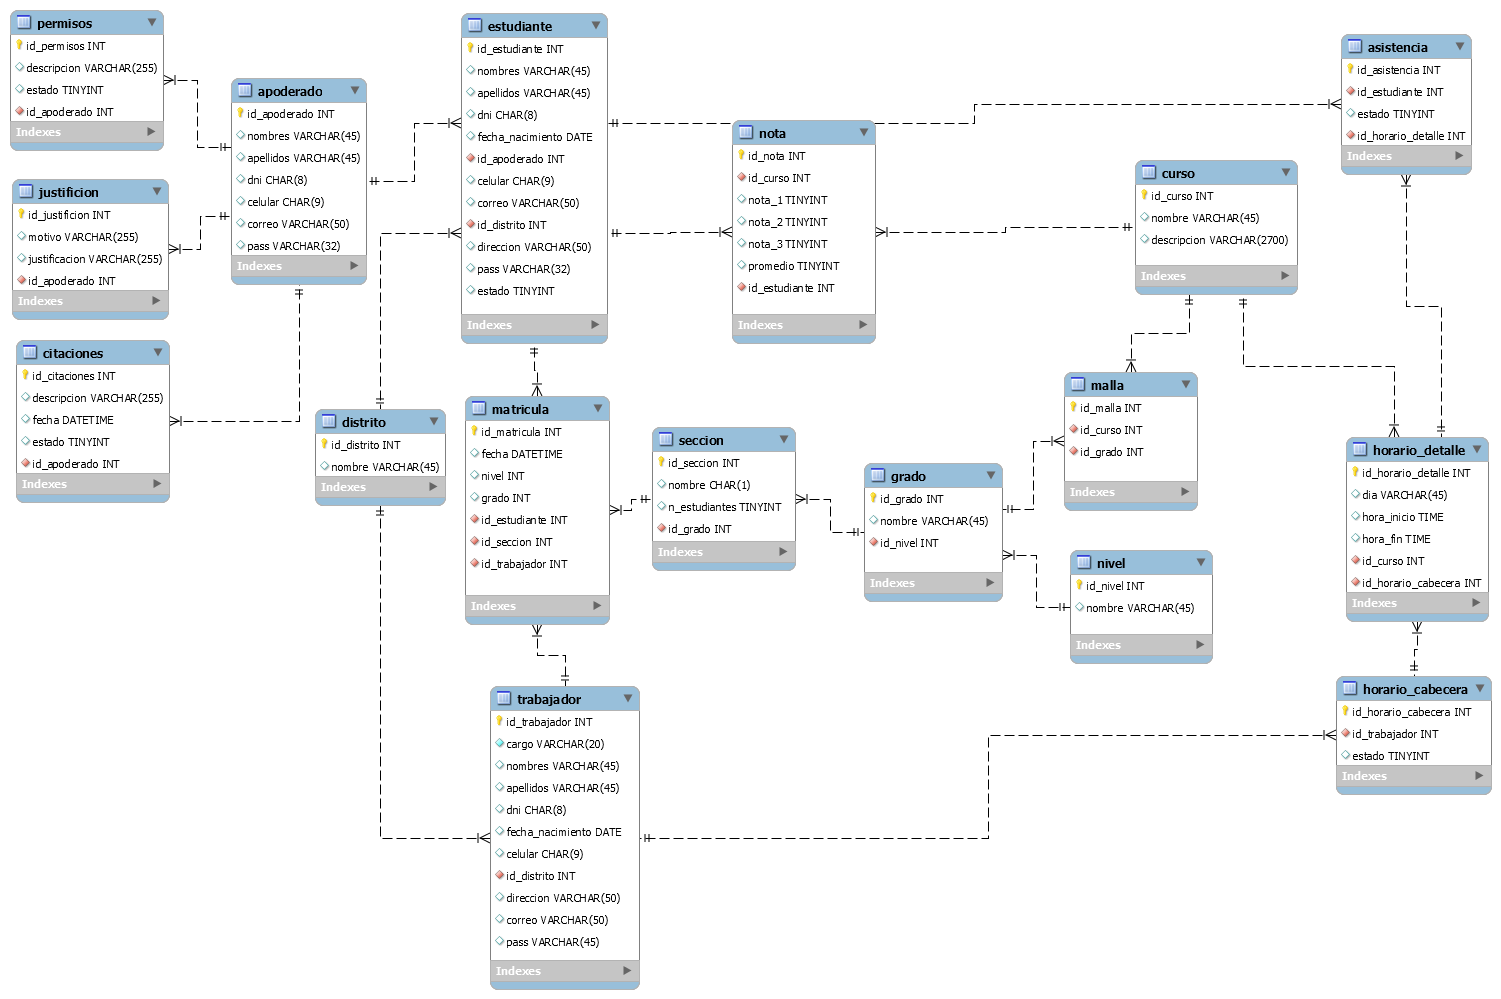 permisos
id_permisos INT
descripcion VARCHAR(255)
estado TINYINT
id_apoderado INT
Indexes
justificion
id_justificion INT
motivo VARCHAR(255)
justificacion VARCHAR(255)
id_apoderado INT
Indexes
citaciones
id_citaciones INT
descripcion VARCHAR(255)
fecha DATETIME
estado TINYINT
id_apoderado INT
Indexes
apoderado
id_apoderado INT
nombres VARCHAR(45)
apellidos VARCHAR(45)
dni CHAR(8)
celular CHAR(9)
correo VARCHAR(50)
pass VARCHAR(32)
Indexes
distrito
id_distrito INT
nombre VARCHAR(45)
Indexes
estudiante
id_estudiante INT
nombres VARCHAR(45)
apellidos VARCHAR(45)
dni CHAR(8)
fecha_nacimiento DATE
id_apoderado INT
celular CHAR(9)
correo VARCHAR(50)
id_distrito INT
direccion VARCHAR(50)
pass VARCHAR(32)
estado TINYINT
Indexes
matricula
id_matricula INT
fecha DATETIME
nivel INT
grado INT
id_estudiante INT
id_seccion INT
id_trabajador INT
Indexes
trabajador
id_trabajador INT
cargo VARCHAR(20)
nombres VARCHAR(45)
apellidos VARCHAR(45)
dni CHAR(8)
fecha_nacimiento DATE
celular CHAR(9)
id_distrito INT
direccion VARCHAR(50)
correo VARCHAR(50)
pass VARCHAR(45)
Indexes
nota
id_nota INT
id_curso INT
nota_1 TINYINT
nota_2 TINYINT
nota_3 TINYINT
promedio TINYINT
id_estudiante INT
Indexes
seccion
id_seccion INT
nombre CHAR(1)
n_estudiantes TINYINT
id_grado INT
Indexes
grado
id_grado INT
nombre VARCHAR(45)
id_nivel INT
Indexes
curso
id_curso INT
nombre VARCHAR(45)
descripcion VARCHAR(2700)
Indexes
malla
id_malla INT
id_curso INT
id_grado INT
Indexes
nivel
id_nivel INT
nombre VARCHAR(45)
Indexes
asistencia
id_asistencia INT
id_estudiante INT
estado TINYINT
id_horario_detalle INT
Indexes
horario_detalle
id_horario_detalle INT
dia VARCHAR(45)
hora_inicio TIME
hora_fin TIME
id_curso INT
id_horario_cabecera INT
Indexes
horario_cabecera
id_horario_cabecera INT
id_trabajador INT
estado TINYINT
Indexes